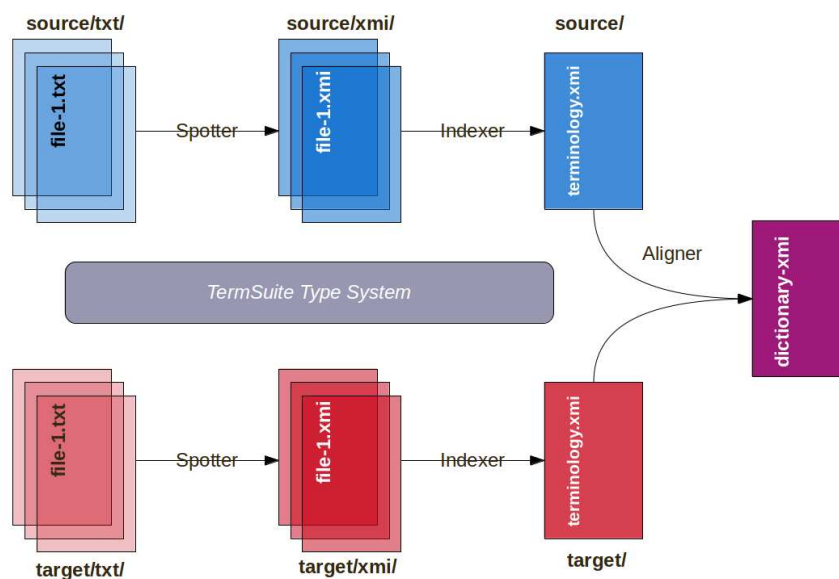 source/txt/
source/xmi/
source/
file-1.txt
Spotter
file-1.xmi
Indexer
terminology.xmi
Aligner
dictionary-xmi
TermSuite Type System
file-1.txt
Spotter
file-1.xmi
Indexer
terminology.xmi
target/txt/
target/xmi/
target/